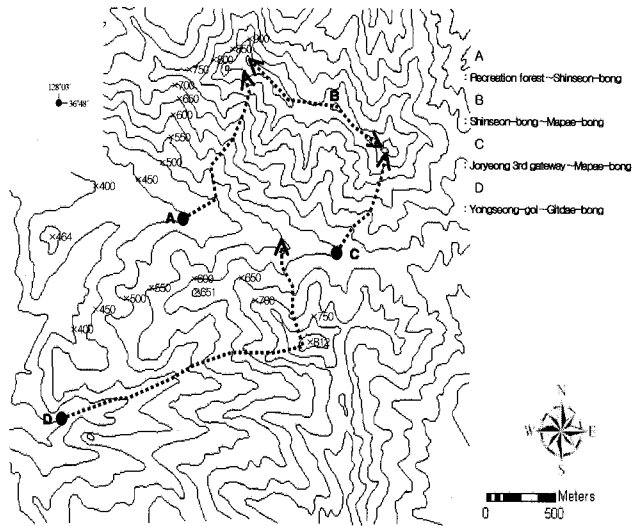 ×900
×850
×800
×750
×700
×650
×600
×550
×500
×450
×400
128°03'
36°48'
A
B
C
D
×464
×600
×650
×550
×500
×450
×400
×700
×750
×812
A
: Recreation forest~Shinseon-bong
B
: Shinseon-bong~Mapae-bong
C
: Joryeong 3rd gateway~Mapae-bong
D
: Yongseong-gol~Gitdae-bong
N
W
E
S
Meters
0
500